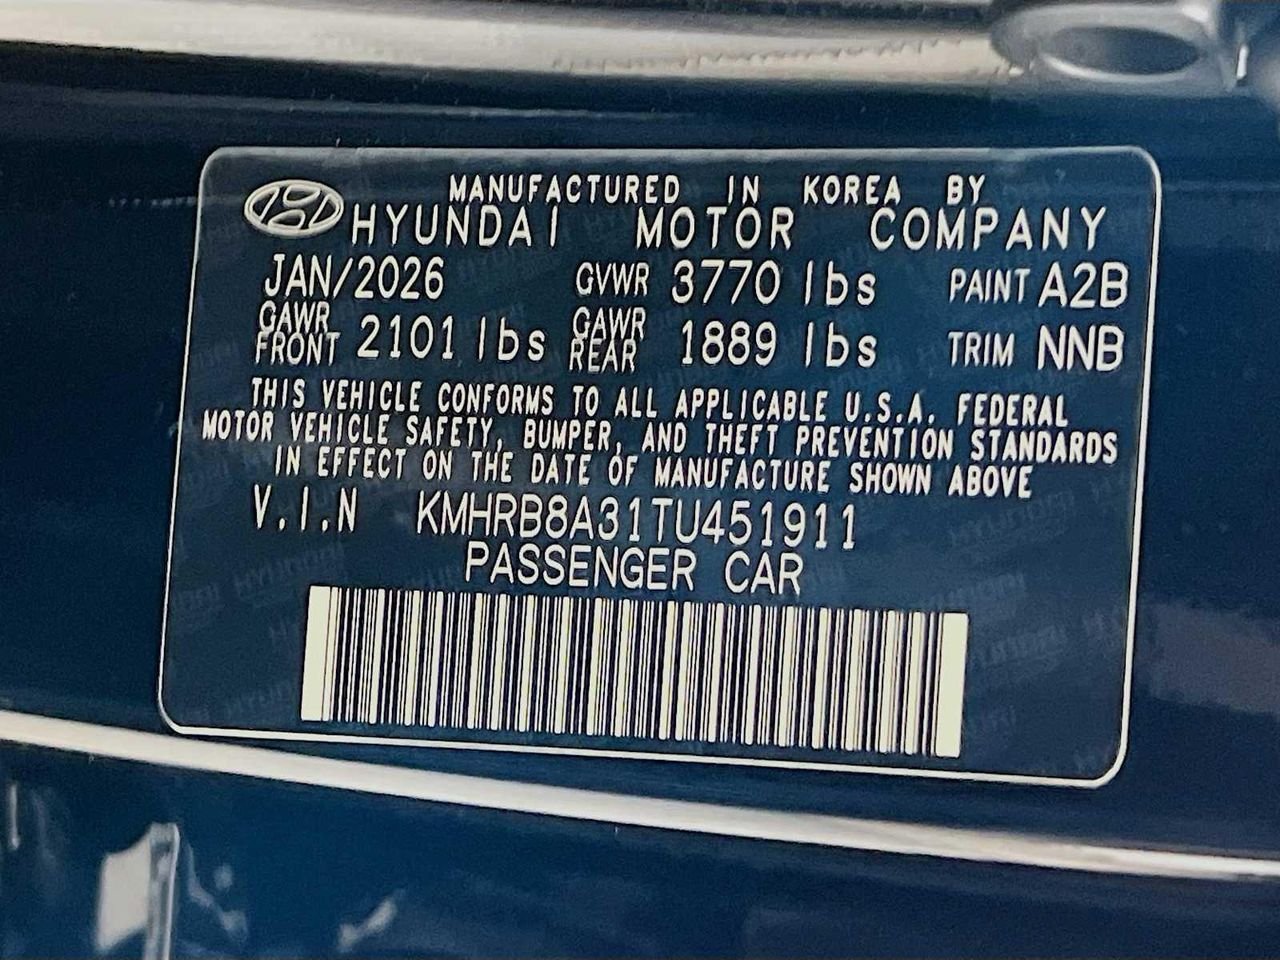 MANUFACTURED IN KOREA BY
HYUNDAI MOTOR COMPANY
JAN/2026 GVWR 3770 lbs PAINT A2B
GAWR FRONT 2101 lbs GAWR REAR 1889 lbs TRIM NNB
THIS VEHICLE CONFORMS TO ALL APPLICABLE U.S.A. FEDERAL
MOTOR VEHICLE SAFETY, BUMPER, AND THEFT PREVENTION STANDARDS
IN EFFECT ON THE DATE OF MANUFACTURE SHOWN ABOVE
V.I.N KMHRB8A31TU451911
PASSENGER CAR